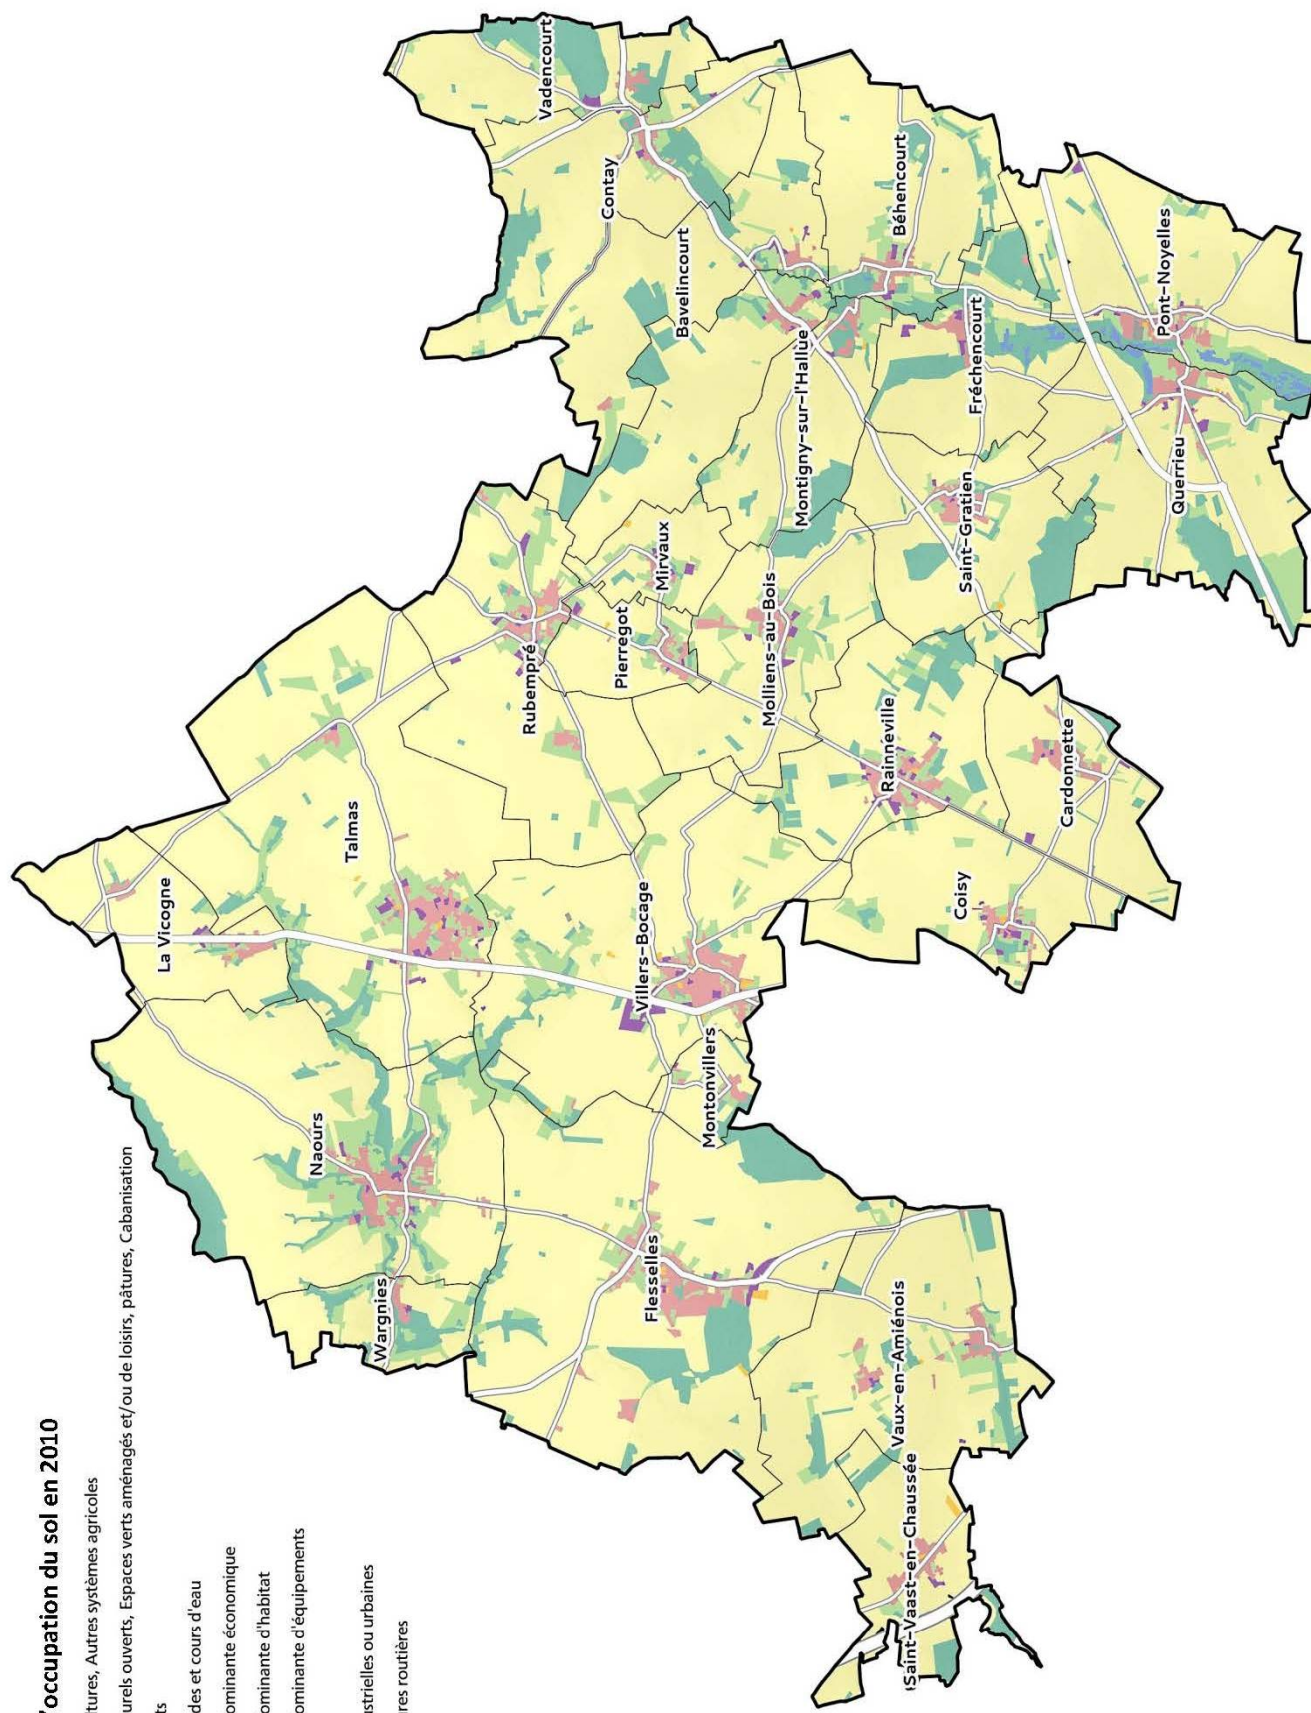 'occupation du sol en 2010
tures, Autres systèmes agricoles
urels ouverts, Espaces verts aménagés et/ou de loisirs, pâtures, Cabanisation
ts
des et cours d'eau
ominante économique
ominante d'habitat
ominante d'équipements
strielles ou urbaines
res routières
Saint-Vaast-en-Chaussée
Vaux-en-Amiénois
Wargnies
Flesselles
Naours
Montonvillers
La Vicogne
Villers-Bocage
Talmas
Coisy
Cardonnette
Rainneville
Rubempré
Pierregot
Molliens-au-Bois
Mirvaux
Saint-Gratien
Montigny-sur-l'Hallue
Querrieu
Fréchencourt
Bavelincourt
Pont-Noyelles
Béhencourt
Contay
Vadencourt